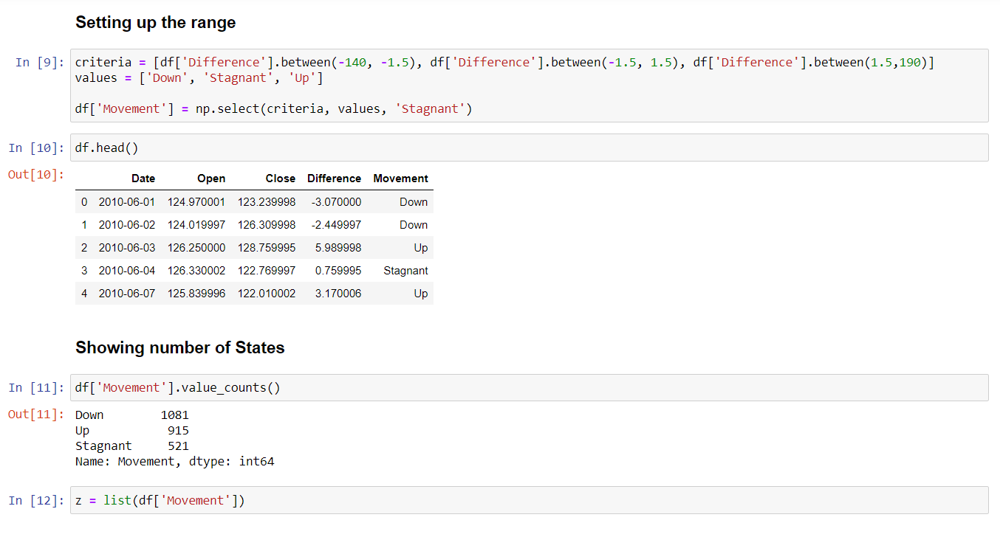 Setting up the range
In [9]: criteria = [df['Difference'].between(-140, -1.5), df['Difference'].between(-1.5, 1.5), df['Difference'].between(1.5,190)]
values = ['Down', 'Stagnant', 'Up']
df['Movement'] = np.select(criteria, values, 'Stagnant')
In [10]: df.head()
Out[10]:
Date Open Close Difference Movement
0 2010-06-01 124.970001 123.239998 -3.070000 Down
1 2010-06-02 124.019997 126.309998 -2.449997 Down
2 2010-06-03 126.250000 128.759995 5.989998 Up
3 2010-06-04 126.330002 122.769997 0.759995 Stagnant
4 2010-06-07 125.839996 122.010002 3.170006 Up
Showing number of States
In [11]: df['Movement'].value_counts()
Out[11]: Down 1081
Up 915
Stagnant 521
Name: Movement, dtype: int64
In [12]: z = list(df['Movement'])